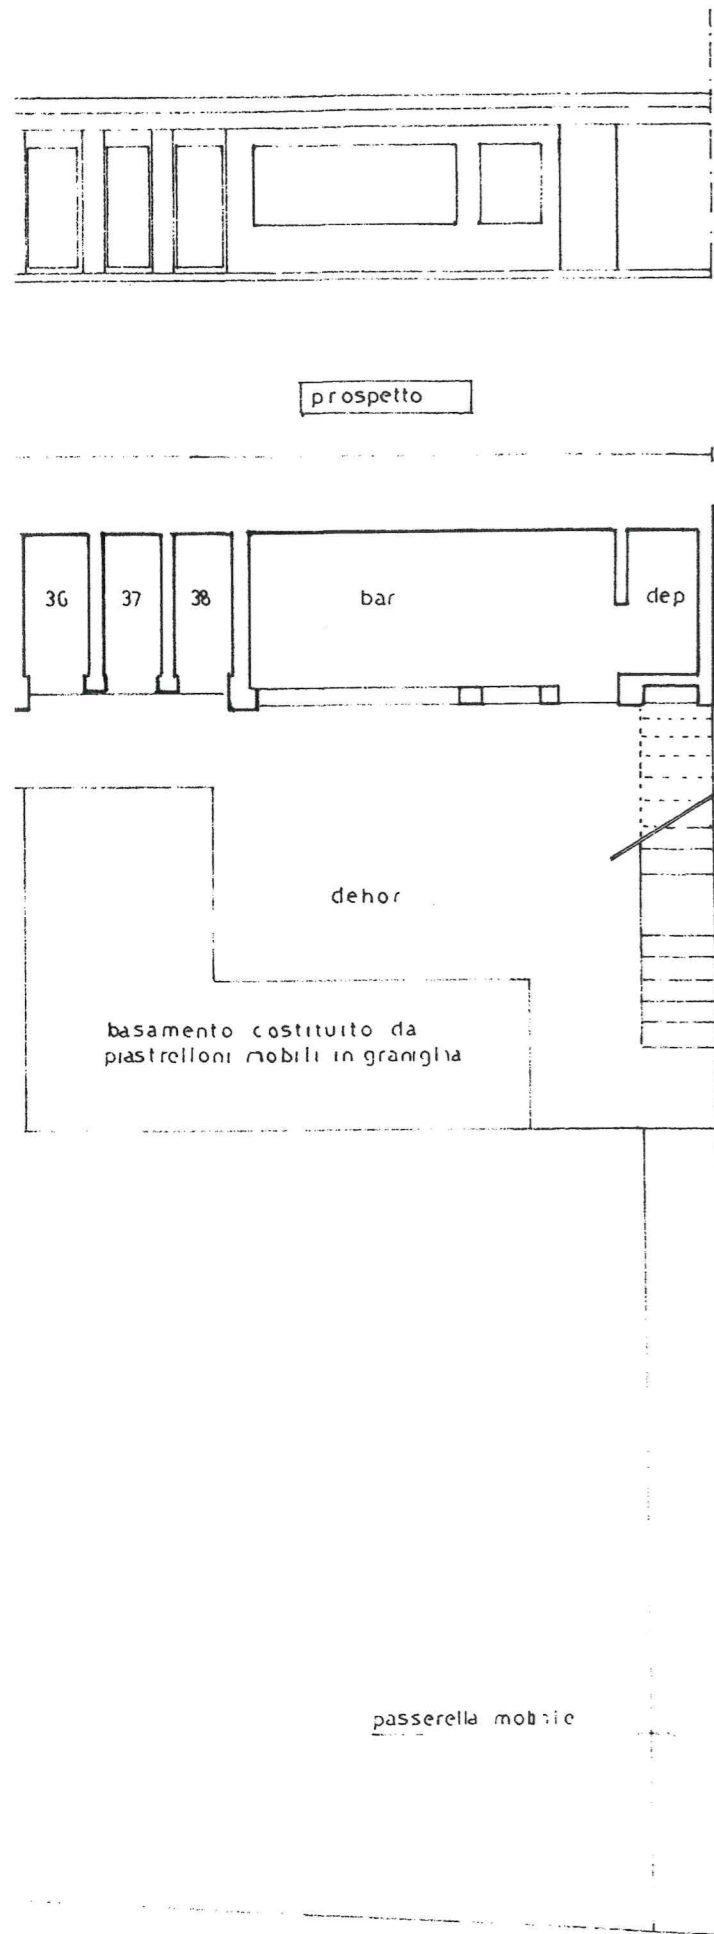 prospetto
36
37
38
bar
dep
dehor
basamento costituito da
piastrelloni mobili in graniglia
passerella mobile